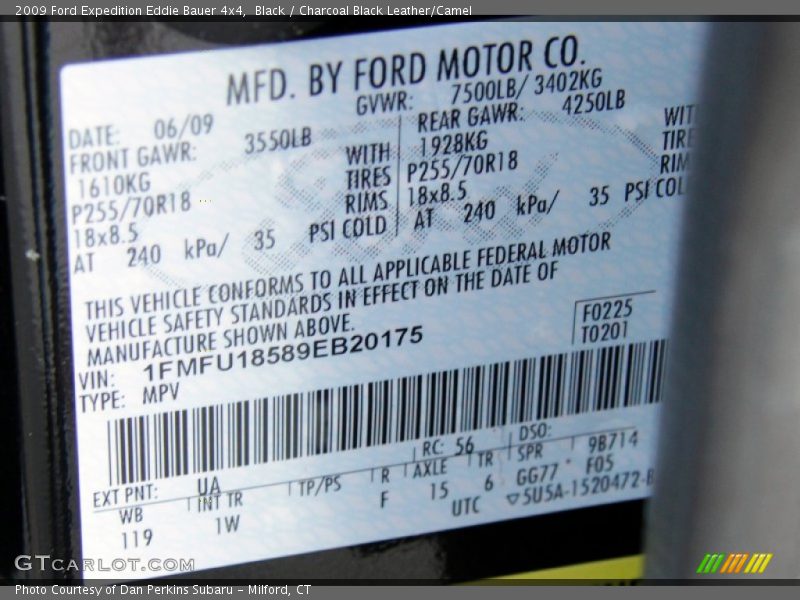 2009 Ford Expedition Eddie Bauer 4x4, Black / Charcoal Black Leather/Camel
MFD. BY FORD MOTOR CO.
DATE: 06/09 GVWR: 7500LB/ 3402KG
FRONT GAWR: 3550LB REAR GAWR: 4250LB
1610KG WITH 1928KG
P255/70R18 TIRES P255/70R18
18x8.5 RIMS 18x8.5
AT 240 kPa/ 35 PSI COLD AT 240 kPa/ 35 PSI
THIS VEHICLE CONFORMS TO ALL APPLICABLE FEDERAL MOTOR
VEHICLE SAFETY STANDARDS IN EFFECT ON THE DATE OF
MANUFACTURE SHOWN ABOVE.
F0225
T0201
VIN: 1FMFU18589EB20175
TYPE: MPV
EXT PNT: UA RC: 56 DSO:
WB INT TR TP/PS R AXLE TR SPR 9B714
119 1W F 15 6 GG77 F05
UTC ▽5U5A-1520472-B
GTCARLOT.COM
Photo Courtesy of Dan Perkins Subaru – Milford, CT